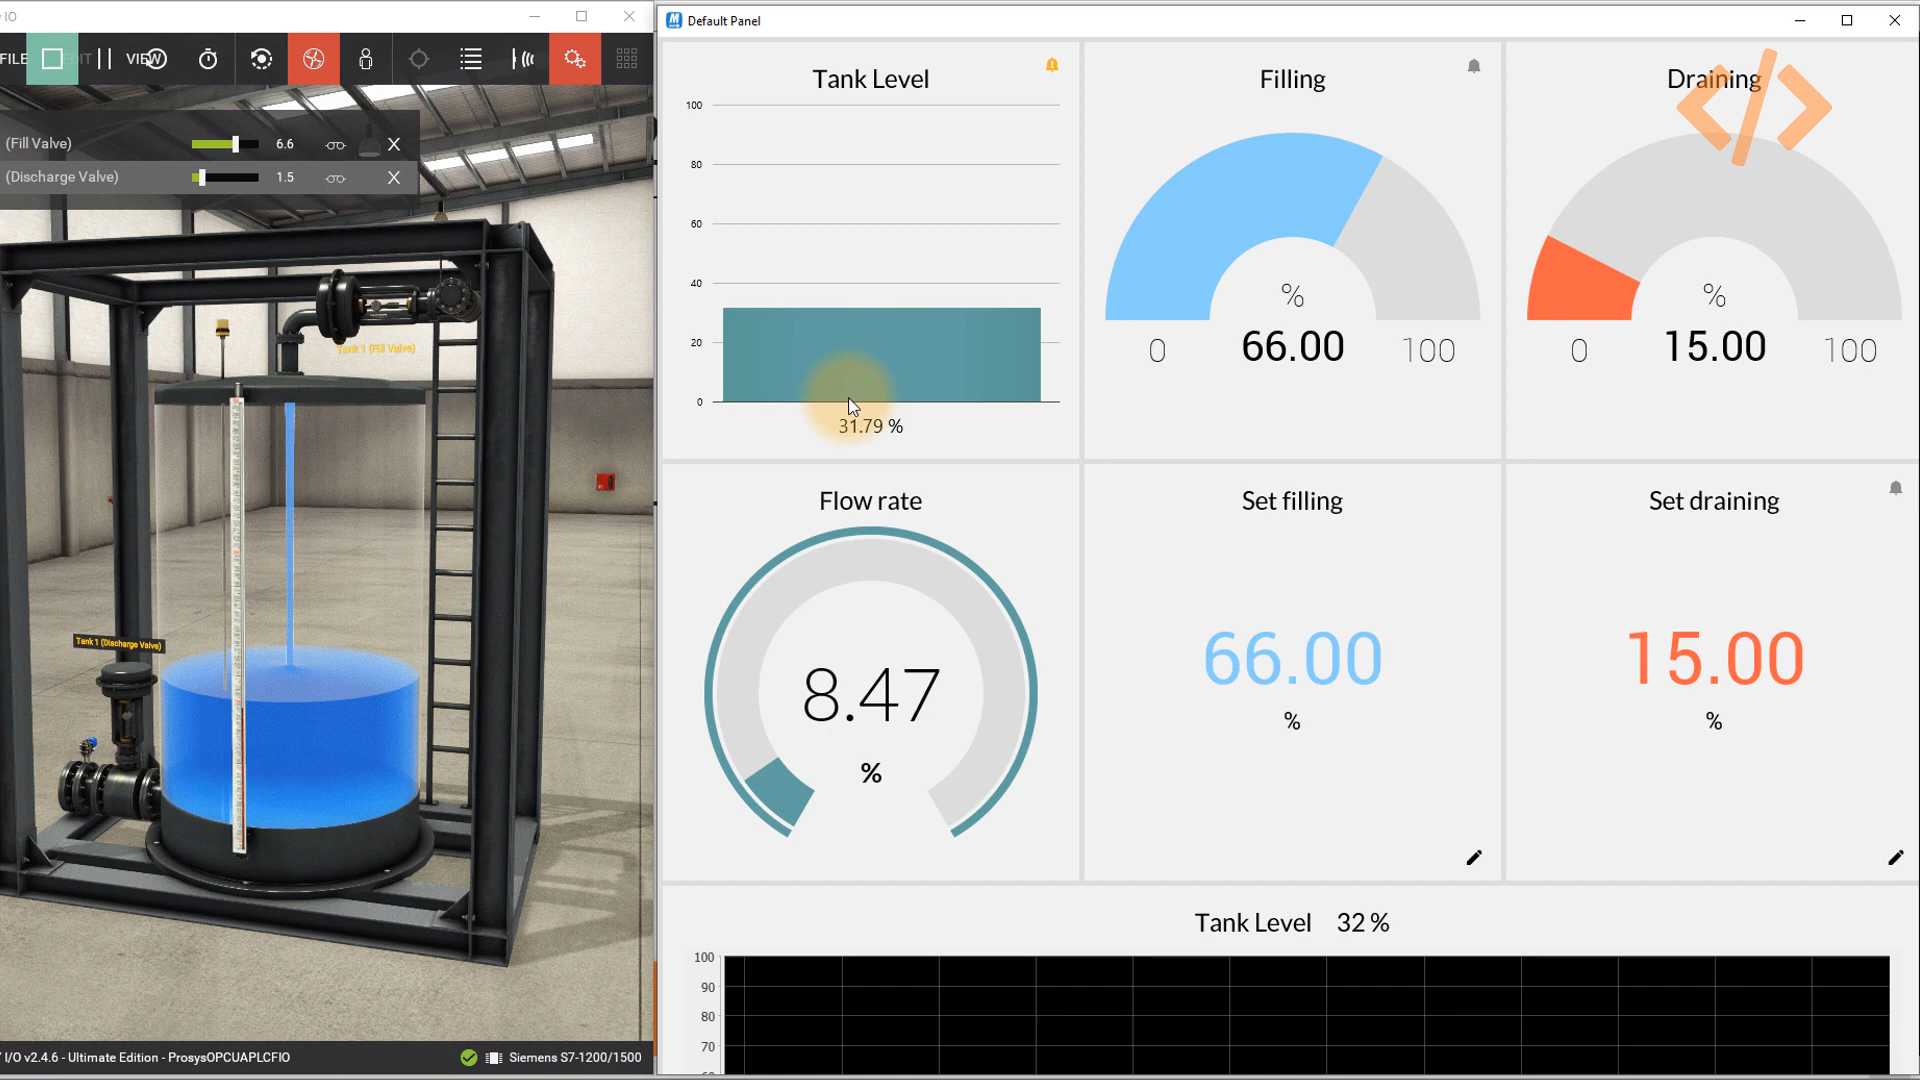 IO
Default Panel
FILE
EDIT
VIEW
(Fill Valve)
6.6
X
(Discharge Valve)
1.5
X
Tank 1 (Fill Valve)
Tank 1 (Discharge Valve)
I/O v2.4.6 - Ultimate Edition - ProsysOPCUAPLCFIO
Siemens S7-1200/1500
Tank Level
100
80
60
40
20
0
31.79 %
Filling
%
0
66.00
100
Draining
%
0
15.00
100
Flow rate
8.47
%
Set filling
66.00
%
Set draining
15.00
%
Tank Level 32 %
100
90
80
70